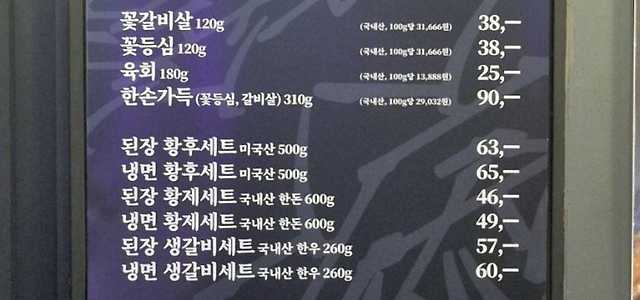 꽃갈비살 120g (국내산, 100g당 31,666원) 38,—
꽃등심 120g (국내산, 100g당 31,666원) 38,—
육회 180g (국내산, 100g당 13,888원) 25,—
한손가득 (꽃등심, 갈비살) 310g (국내산, 100g당 29,032원) 90,—
된장 황후세트 미국산 500g 63,—
냉면 황후세트 미국산 500g 65,—
된장 황제세트 국내산 한돈 600g 46,—
냉면 황제세트 국내산 한돈 600g 49,—
된장 생갈비세트 국내산 한우 260g 57,—
냉면 생갈비세트 국내산 한우 260g 60,—